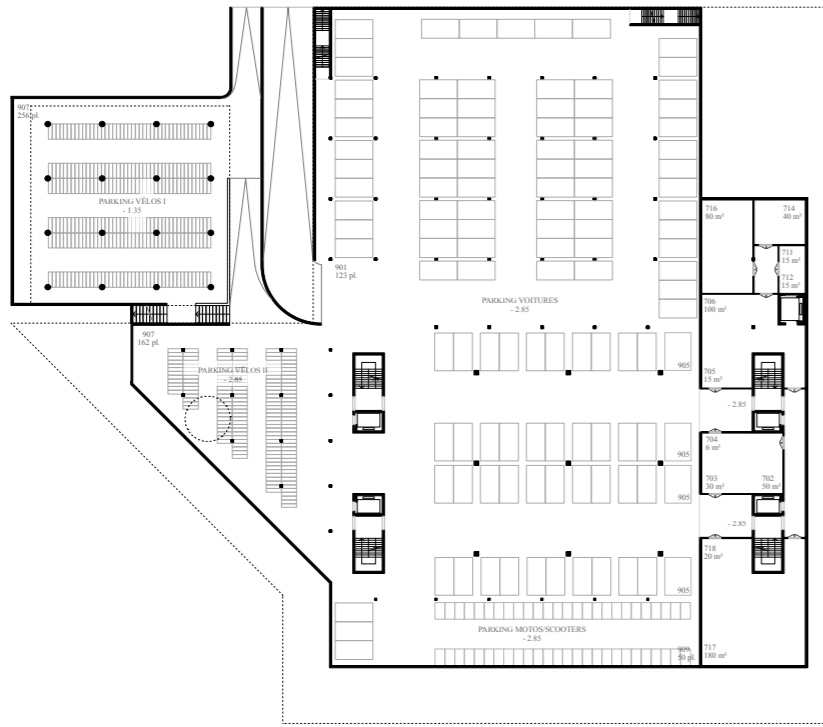 907
256 pl.
PARKING VÉLOS I
- 1.35
716
80 m²
714
40 m²
711
15 m²
712
15 m²
901
123 pl.
PARKING VOITURES
- 2.85
706
100 m²
907
162 pl.
PARKING VÉLOS II
- 2.85
905
705
15 m²
- 2.85
905
704
6 m²
905
703
30 m²
702
50 m²
- 2.85
718
20 m²
905
PARKING MOTOS/SCOOTERS
- 2.85
909
50 pl.
717
180 m²